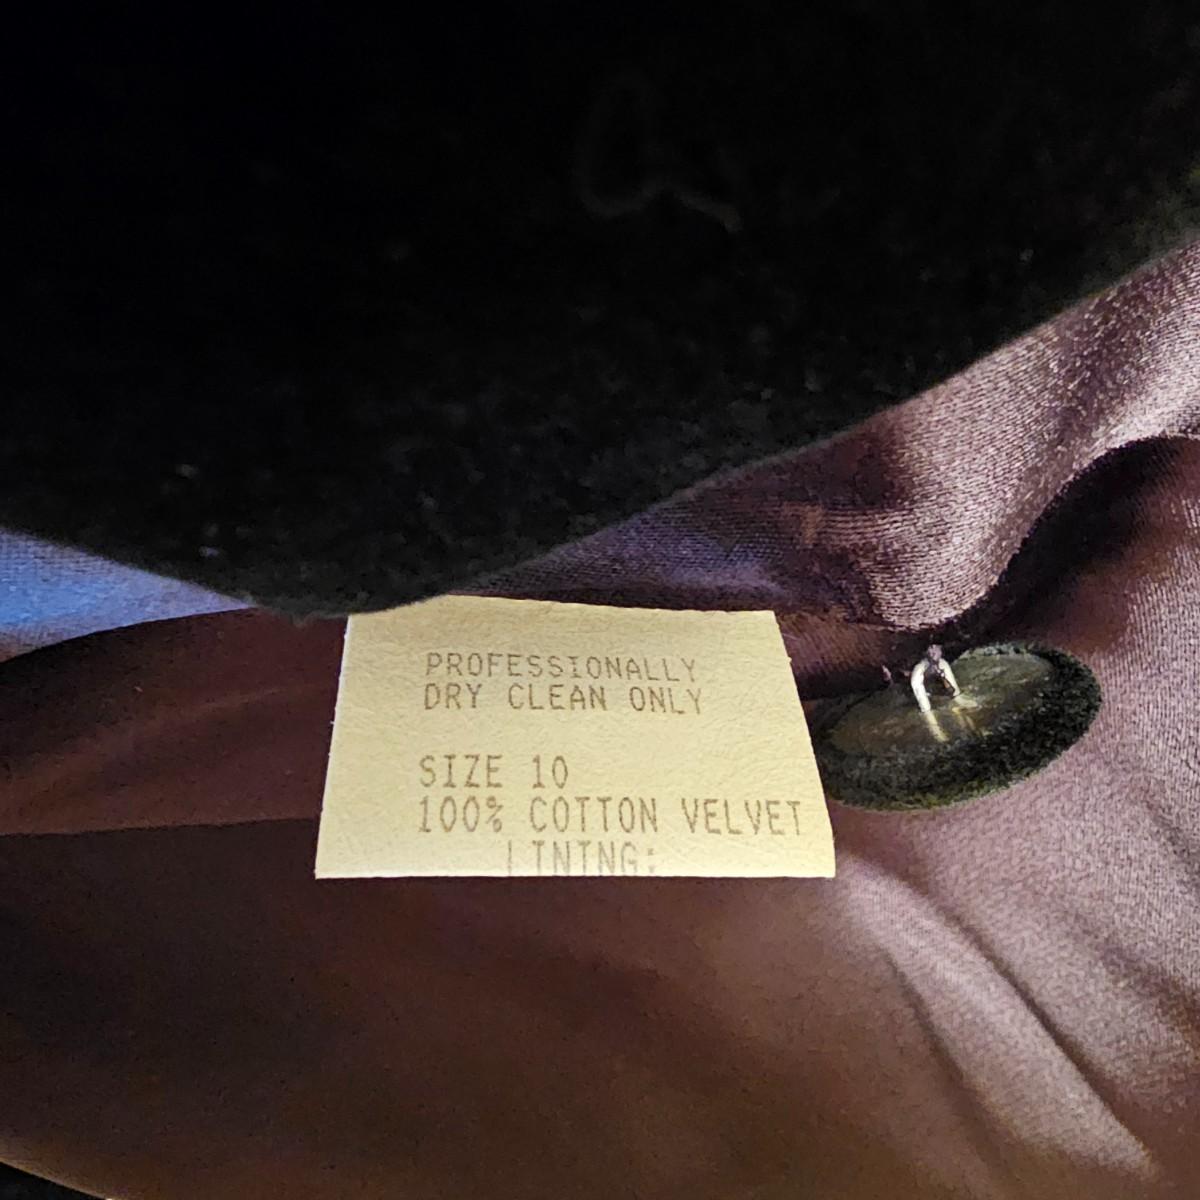 PROFESSIONALLY
DRY CLEAN ONLY
SIZE 10
100% COTTON VELVET
LINING: